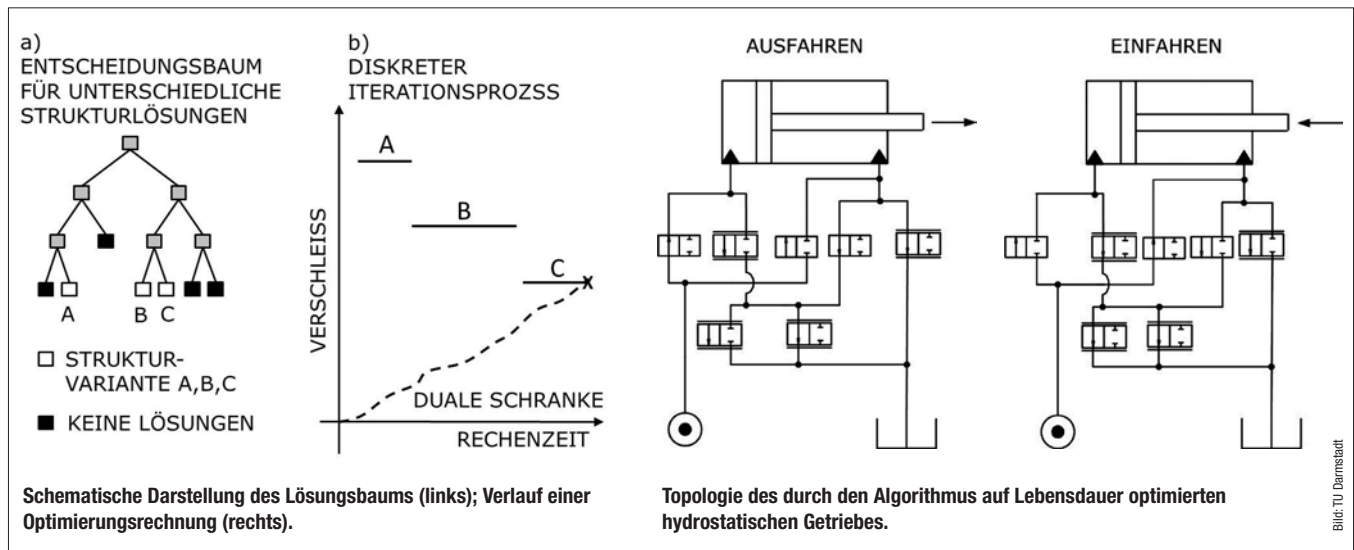 a)
ENTSCHEIDUNGSBAUM
FÜR UNTERSCHIEDLICHE
STRUKTURLÖSUNGEN
A
B
C
STRUKTUR-
VARIANTE A,B,C
KEINE LÖSUNGEN
b)
DISKRETER
ITERATIONSPROZSS
VERSCHLEISS
A
B
C
DUALE SCHRANKE
RECHENZEIT
Schematische Darstellung des Lösungsbaums (links); Verlauf einer
Optimierungsrechnung (rechts).
AUSFAHREN
EINFAHREN
Topologie des durch den Algorithmus auf Lebensdauer optimierten
hydrostatischen Getriebes.
Bild: TU Darmstadt